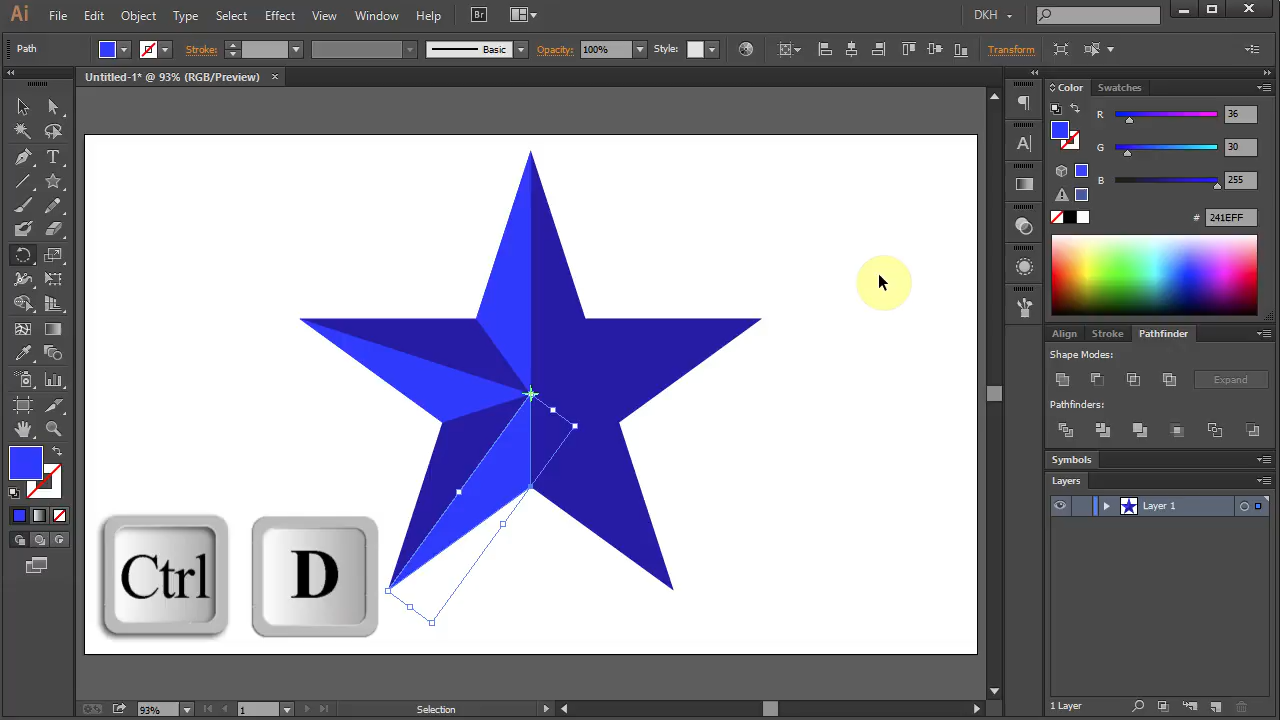 Ai File Edit Object Type Select Effect View Window Help Br DKH
Path Stroke: Basic Opacity: 100% Style: Transform
Untitled-1* @ 93% (RGB/Preview) ×
Color Swatches
R 36
G 30
B 255
# 241EFF
Align Stroke Pathfinder
Shape Modes:
Expand
Pathfinders:
Symbols
Layers
Layer 1
Ctrl D
1 Layer
93% 1 Selection